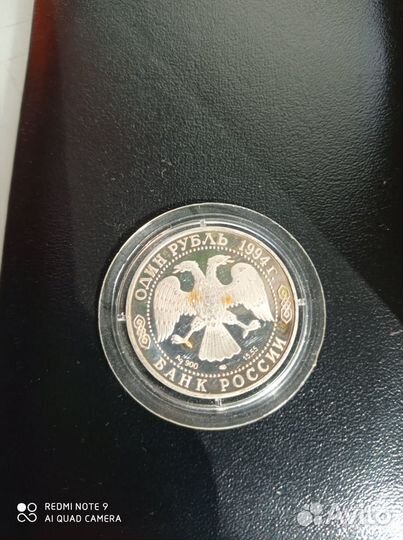 ОДИН РУБЛЬ 1994 Г.
Ag 900
15,55
БАНК РОССИИ
REDMI NOTE 9
AI QUAD CAMERA
Avito